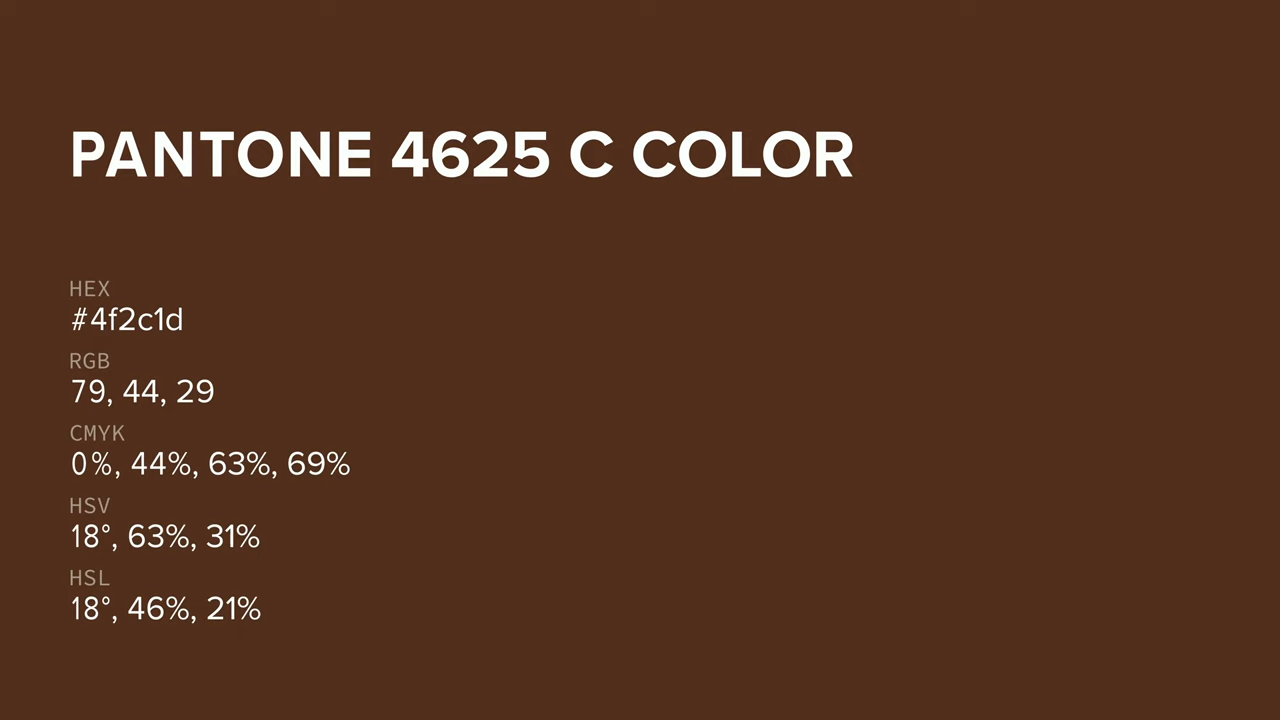 PANTONE 4625 C COLOR
HEX
#4f2c1d
RGB
79, 44, 29
CMYK
0%, 44%, 63%, 69%
HSV
18°, 63%, 31%
HSL
18°, 46%, 21%